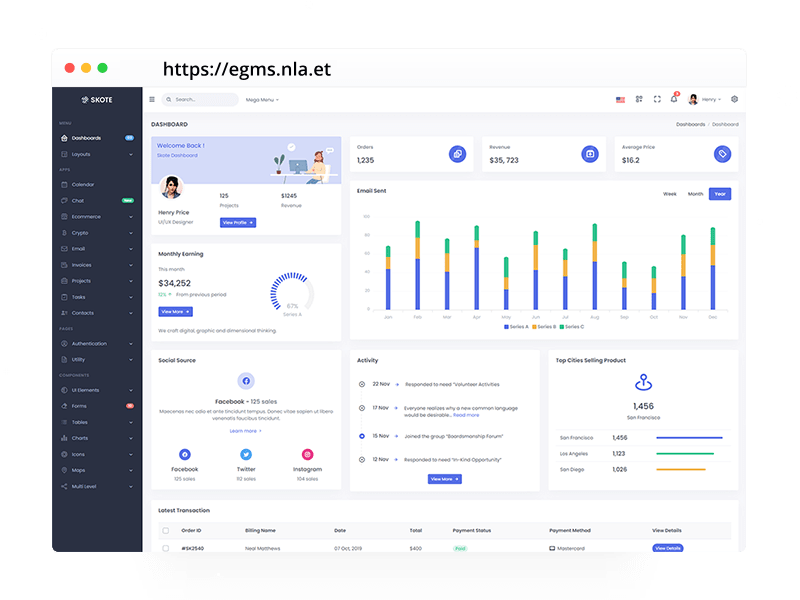 https://egms.nla.et
SKOTE
Search...
Mega Menu
Henry
MENU
Dashboards
Layouts
APPS
Calendar
Chat
New
Ecommerce
Crypto
Email
Invoices
Projects
Tasks
Contacts
PAGES
Authentication
Utility
COMPONENTS
UI Elements
Forms
Tables
Charts
Icons
Maps
Multi Level
DASHBOARD
Dashboards / Dashboard
Welcome Back !
Skote Dashboard
Henry Price
UI/UX Designer
125
Projects
$1245
Revenue
View Profile
Orders
1,235
Revenue
$35, 723
Average Price
$16.2
Monthly Earning
This month
$34,252
12% From previous period
View More
67%
Series A
We craft digital, graphic and dimensional thinking.
Email Sent
Week Month Year
100
80
60
40
20
0
Jan Feb Mar Apr May Jun Jul Aug Sep Oct Nov Dec
Series A Series B Series C
Social Source
Facebook - 125 sales
Maecenas nec odio et ante tincidunt tempus. Donec vitae sapien ut libero
venenatis faucibus tincidunt.
Learn more
Facebook
125 sales
Twitter
112 sales
Instagram
104 sales
Activity
22 Nov Responded to need "Volunteer Activities
17 Nov Everyone realizes why a new common language
would be desirable... Read more
15 Nov Joined the group "Boardsmanship Forum"
12 Nov Responded to need "In-Kind Opportunity"
View More
Top Cities Selling Product
1,456
San Francisco
San Francisco 1,456
Los Angeles 1,123
San Diego 1,026
Latest Transaction
Order ID Billing Name Date Total Payment Status Payment Method View Details
#SK2540 Neal Matthews 07 Oct, 2019 $400 Paid Mastercard View Details